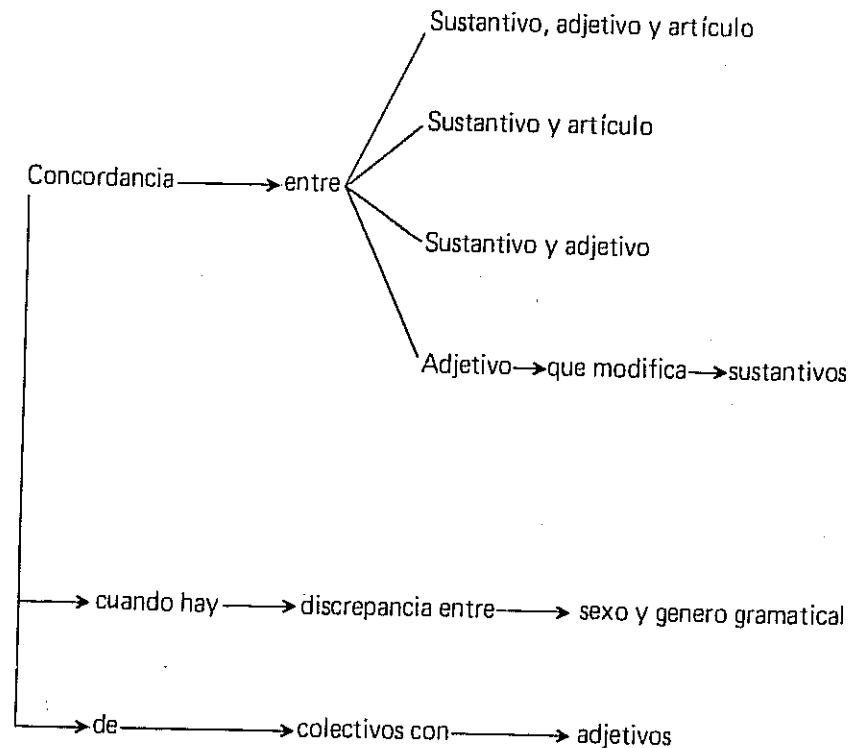 Sustantivo, adjetivo y artículo
Sustantivo y artículo
Concordancia entre
Sustantivo y adjetivo
Adjetivo que modifica sustantivos
cuando hay discrepancia entre sexo y genero gramatical
de colectivos con adjetivos